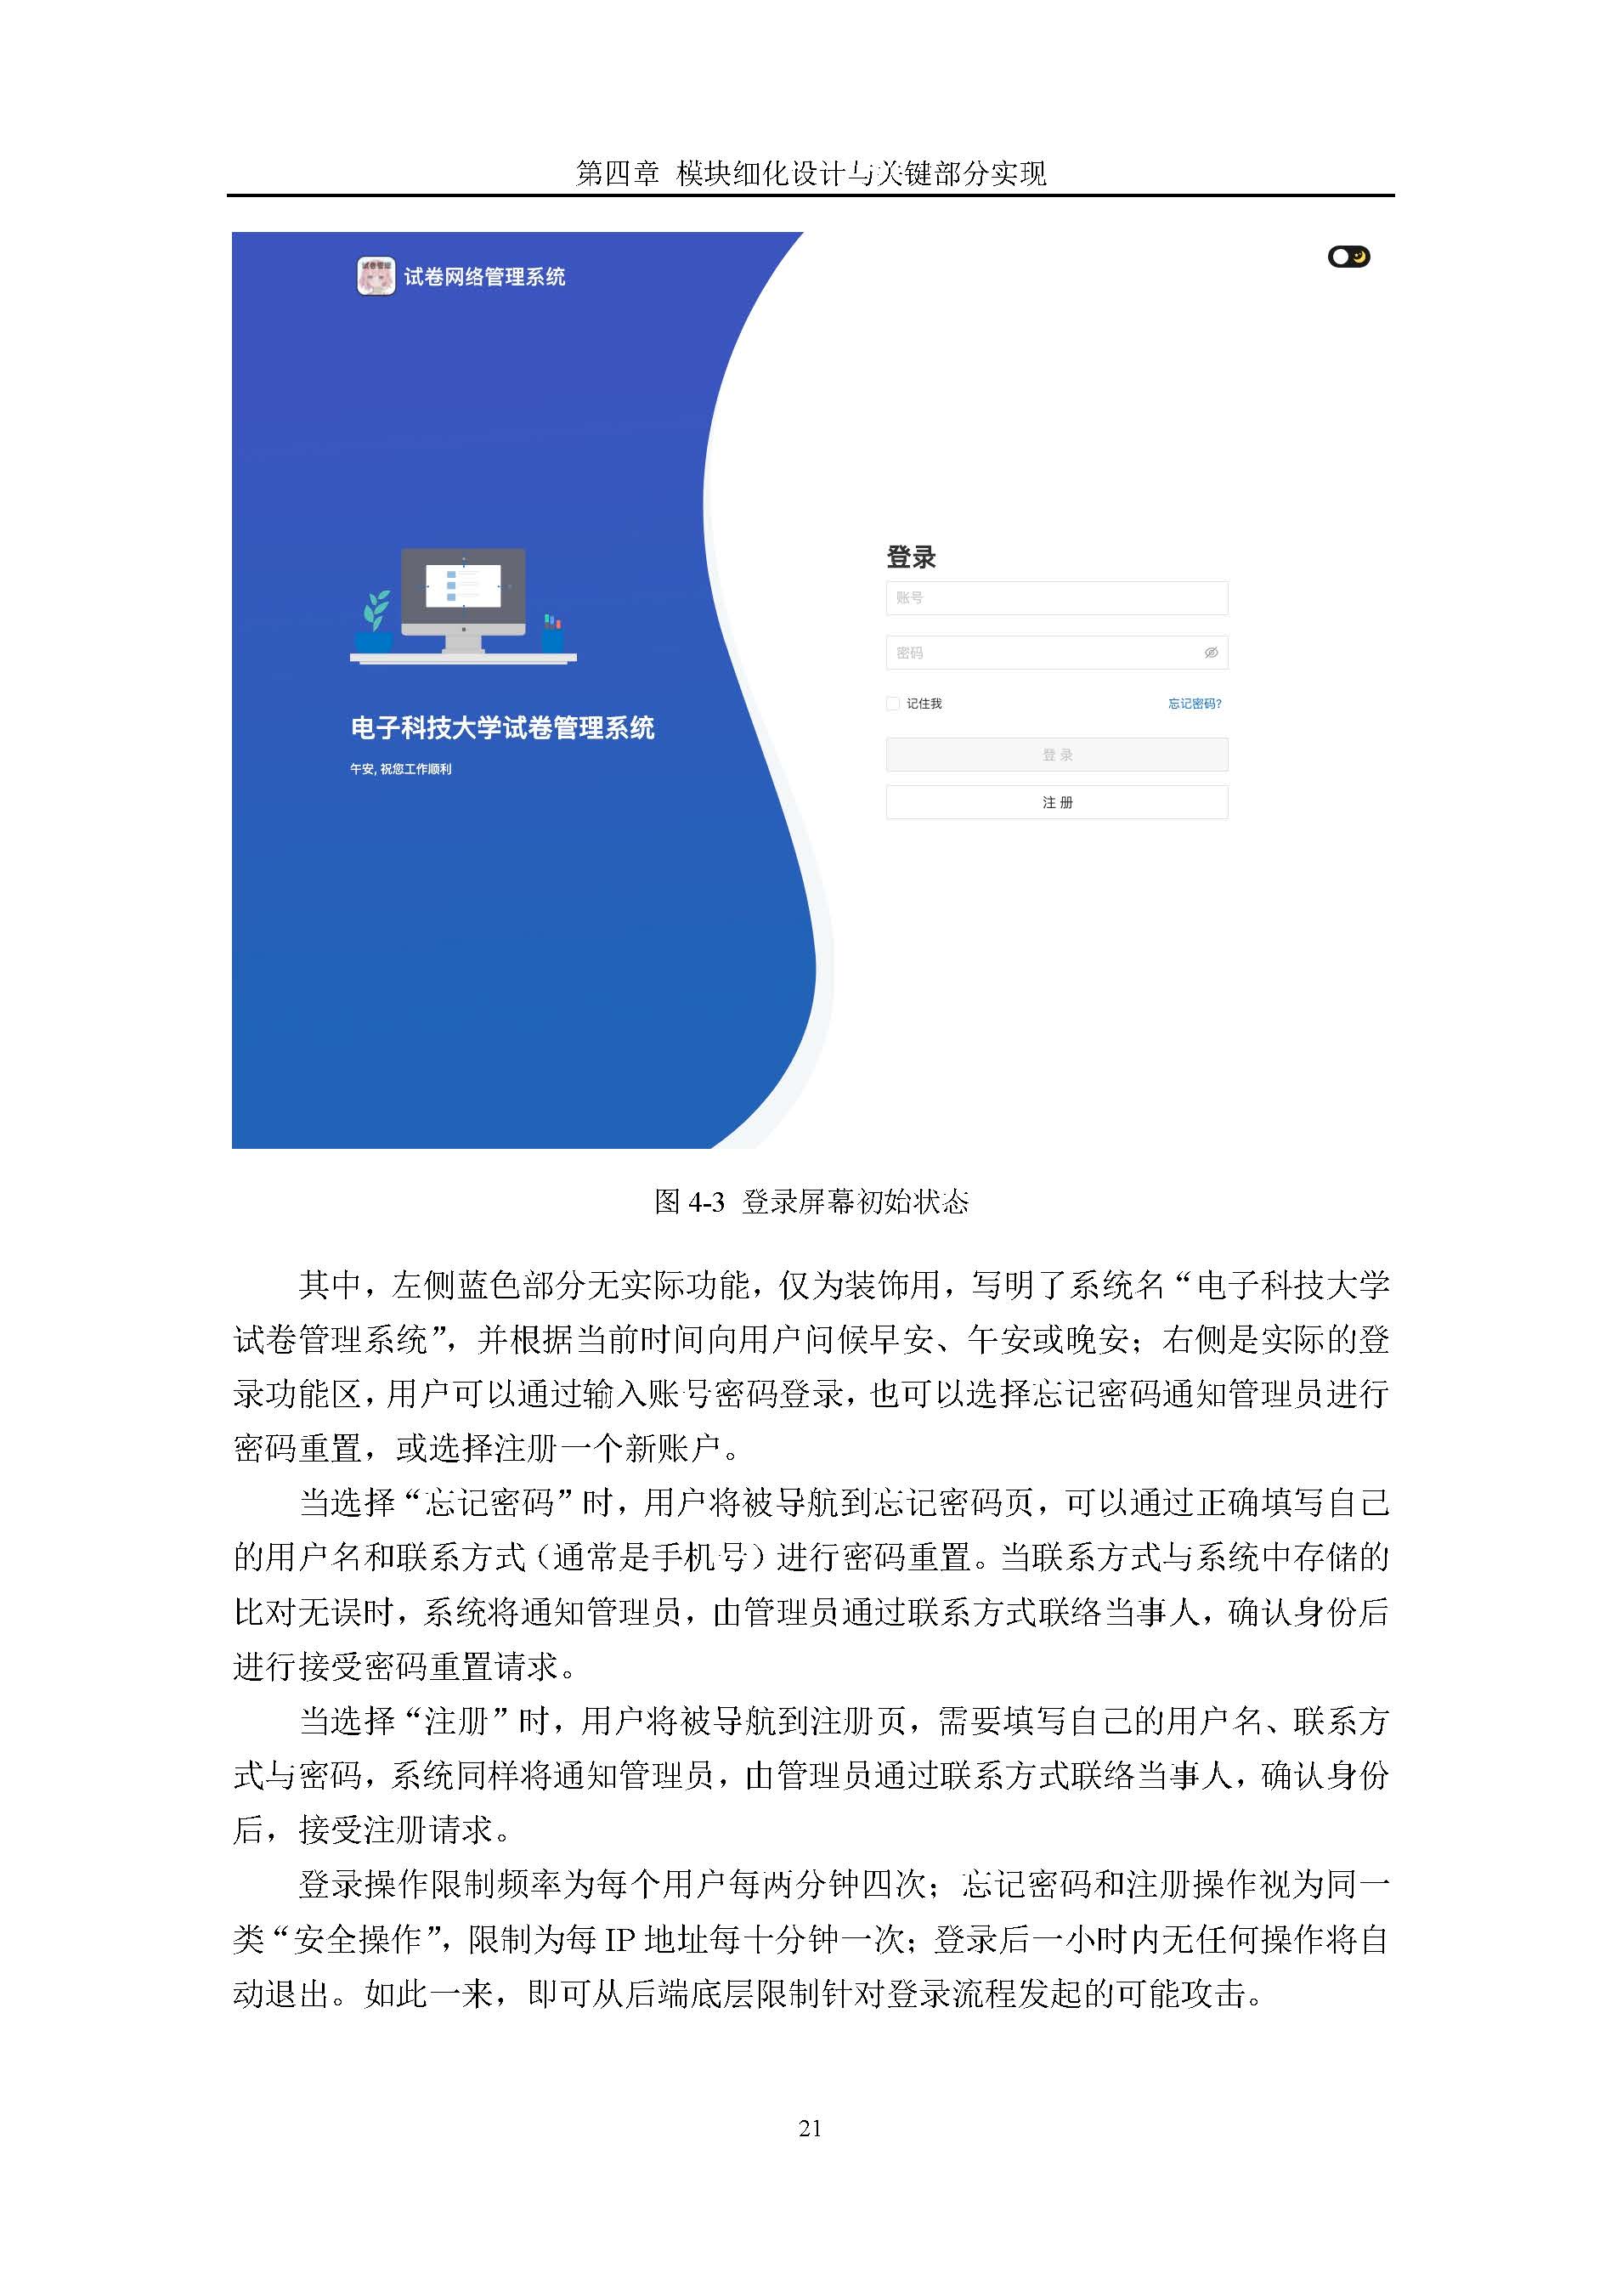 第四章 模块细化设计与关键部分实现
试卷网络管理系统
登录
账号
密码
记住我 忘记密码?
登 录
注 册
电子科技大学试卷管理系统
午安, 祝您工作顺利
图 4-3 登录屏幕初始状态
其中，左侧蓝色部分无实际功能，仅为装饰用，写明了系统名“电子科技大学
试卷管理系统”，并根据当前时间向用户问候早安、午安或晚安；右侧是实际的登
录功能区，用户可以通过输入账号密码登录，也可以选择忘记密码通知管理员进行
密码重置，或选择注册一个新账户。
当选择“忘记密码”时，用户将被导航到忘记密码页，可以通过正确填写自己
的用户名和联系方式（通常是手机号）进行密码重置。当联系方式与系统中存储的
比对无误时，系统将通知管理员，由管理员通过联系方式联络当事人，确认身份后
进行接受密码重置请求。
当选择“注册”时，用户将被导航到注册页，需要填写自己的用户名、联系方
式与密码，系统同样将通知管理员，由管理员通过联系方式联络当事人，确认身份
后，接受注册请求。
登录操作限制频率为每个用户每两分钟四次；忘记密码和注册操作视为同一
类“安全操作”，限制为每 IP 地址每十分钟一次；登录后一小时内无任何操作将自
动退出。如此一来，即可从后端底层限制针对登录流程发起的可能攻击。
21